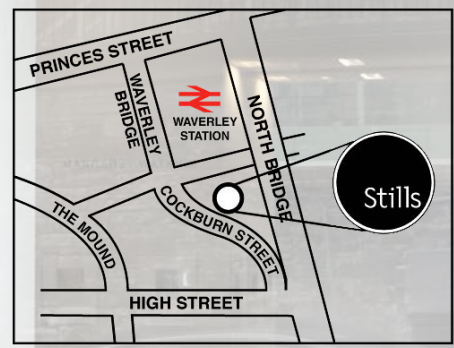 PRINCES STREET
WAVERLEY
BRIDGE
WAVERLEY
STATION
NORTH BRIDGE
Stills
THE MOUND
COCKBURN STREET
HIGH STREET